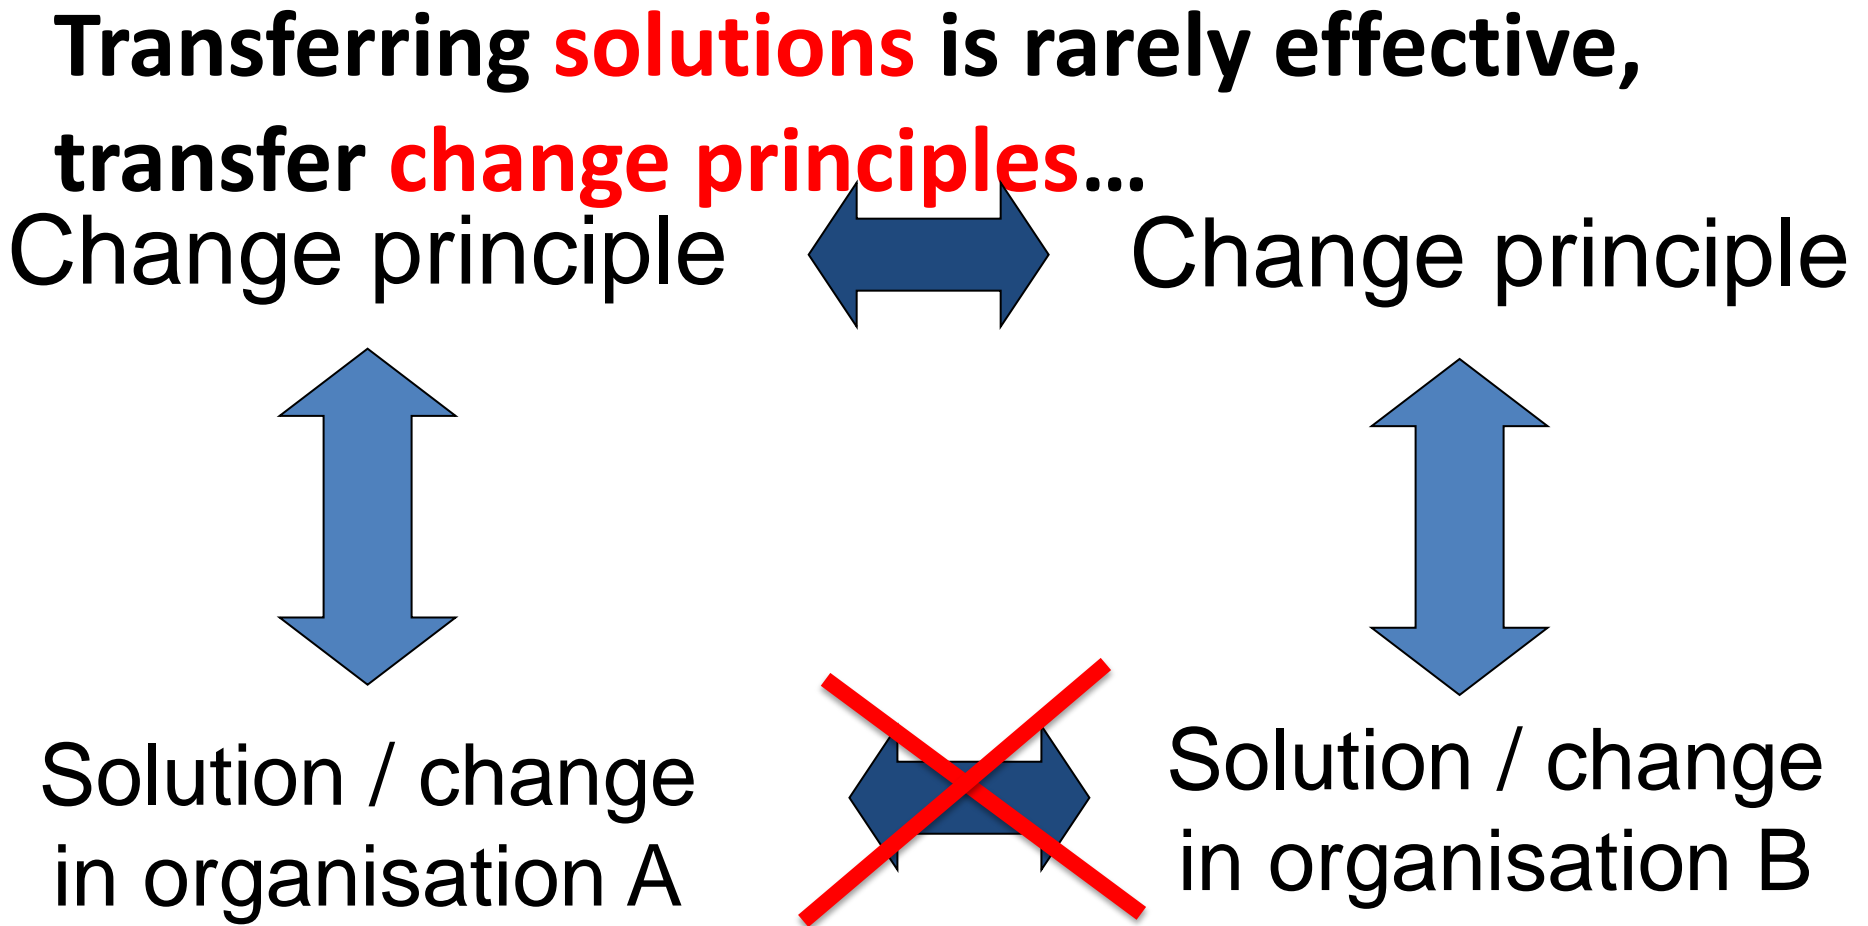 Transferring solutions is rarely effective,
transfer change principles...
Change principle
Change principle
Solution / change
in organisation A
Solution / change
in organisation B